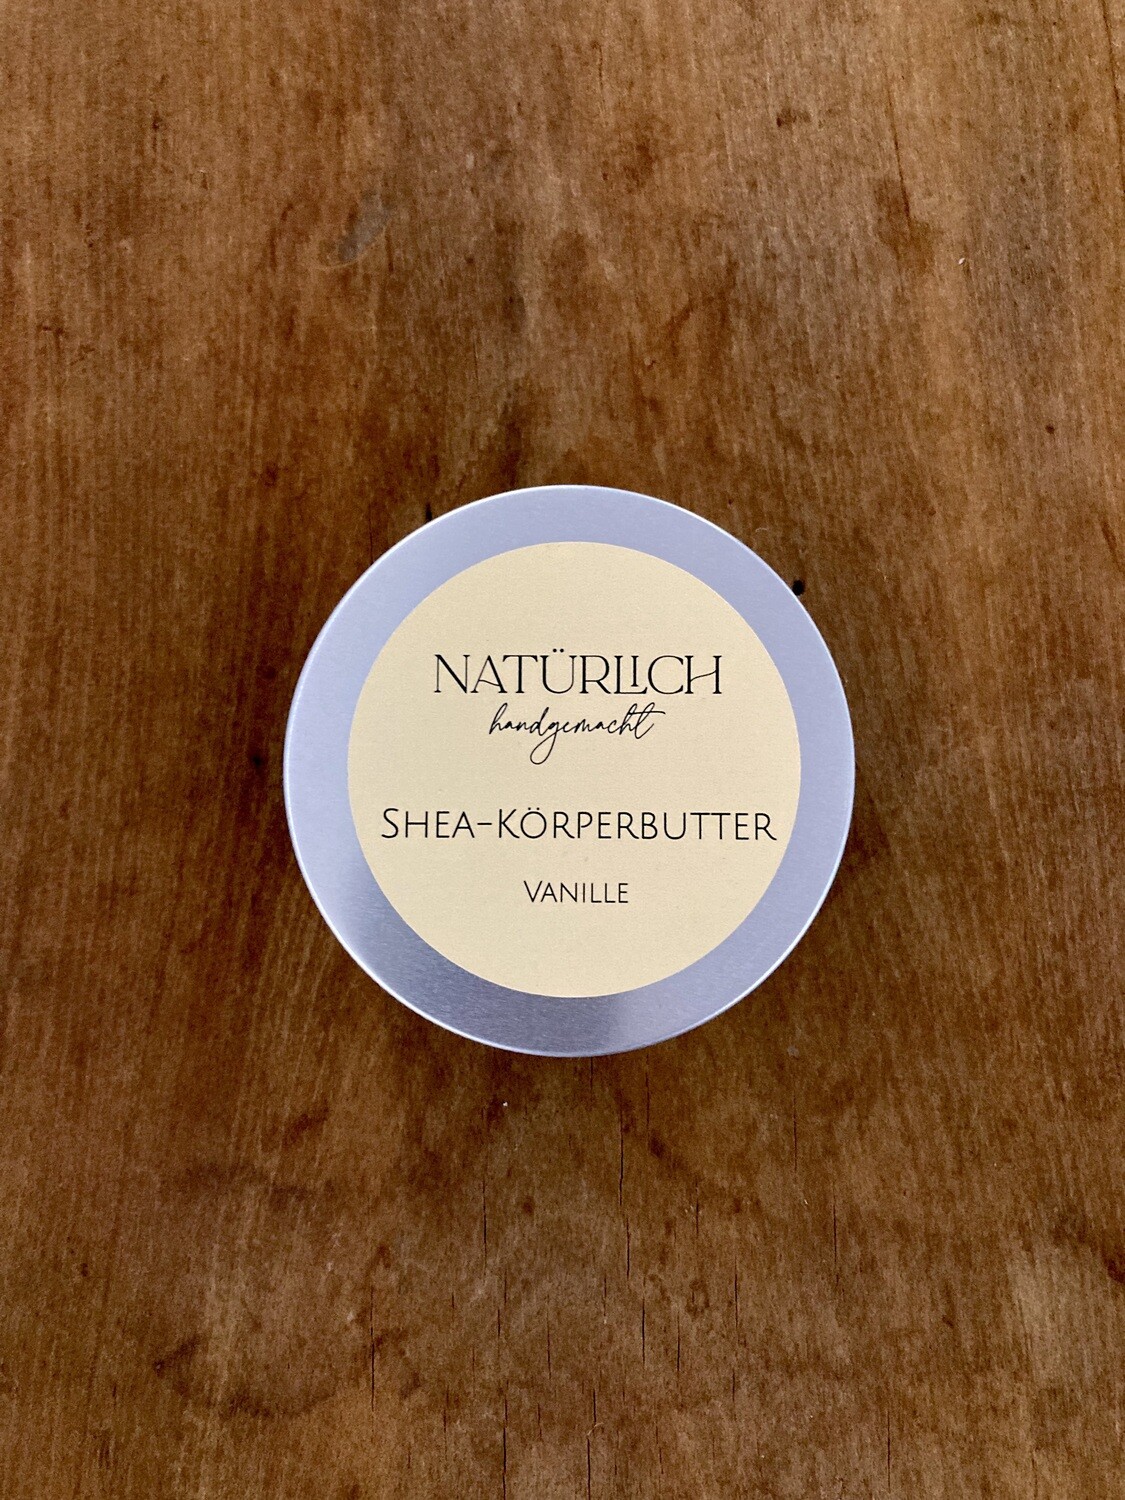 NATÜRLICH
handgemacht
SHEA-KÖRPERBUTTER
VANILLE